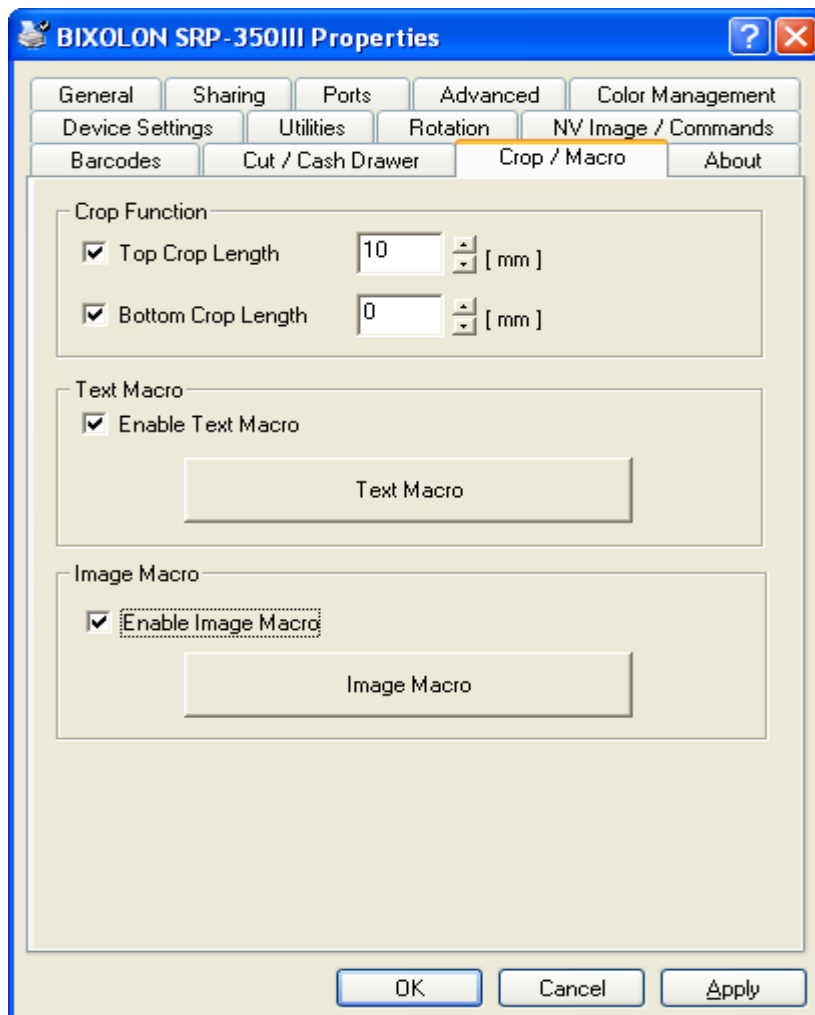 BIXOLON SRP-350III Properties ?
General Sharing Ports Advanced Color Management
Device Settings Utilities Rotation NV Image / Commands
Barcodes Cut / Cash Drawer Crop / Macro About
Crop Function
Top Crop Length 10 [ mm ]
Bottom Crop Length 0 [ mm ]
Text Macro
Enable Text Macro
Text Macro
Image Macro
Enable Image Macro
Image Macro
OK Cancel Apply